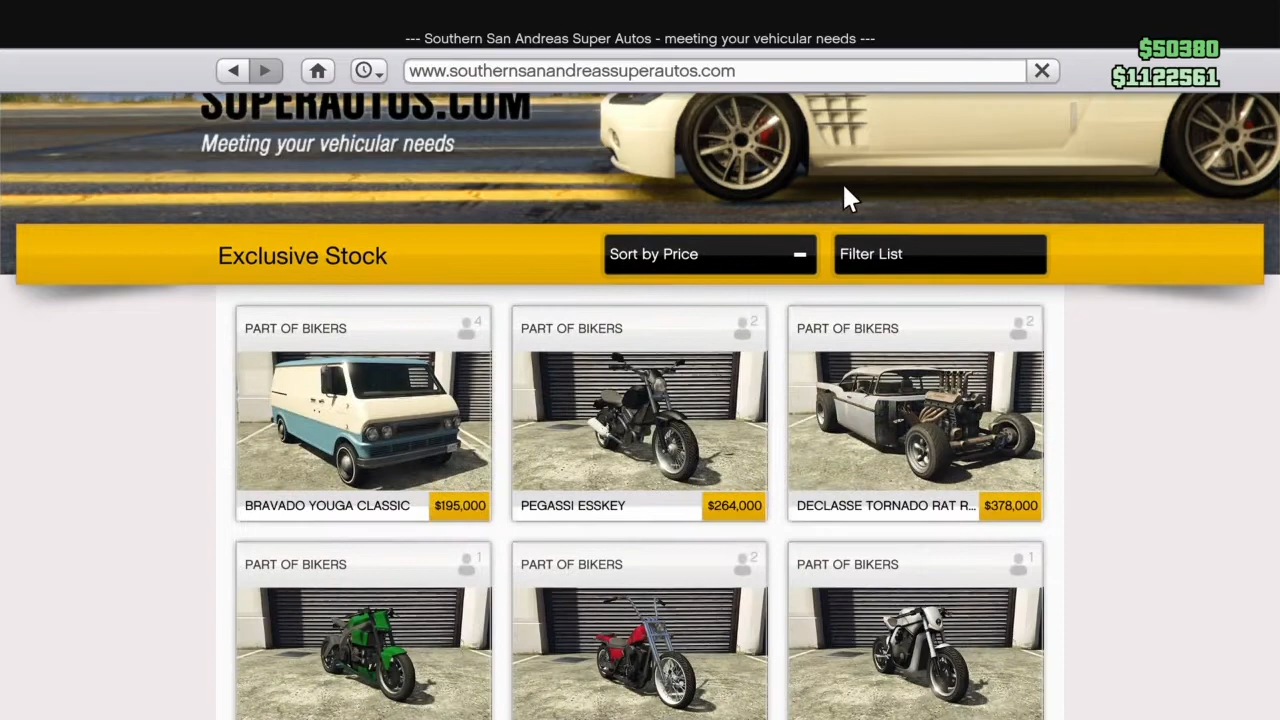 --- Southern San Andreas Super Autos - meeting your vehicular needs ---
$50380
www.southernsanandreassuperautos.com
$1122561
SUPERAUTOS.COM
Meeting your vehicular needs
Exclusive Stock
Sort by Price
Filter List
PART OF BIKERS 4
PART OF BIKERS 2
PART OF BIKERS 2
BRAVADO YOUGA CLASSIC $195,000
PEGASSI ESSKEY $264,000
DECLASSE TORNADO RAT R... $378,000
PART OF BIKERS 1
PART OF BIKERS 2
PART OF BIKERS 1